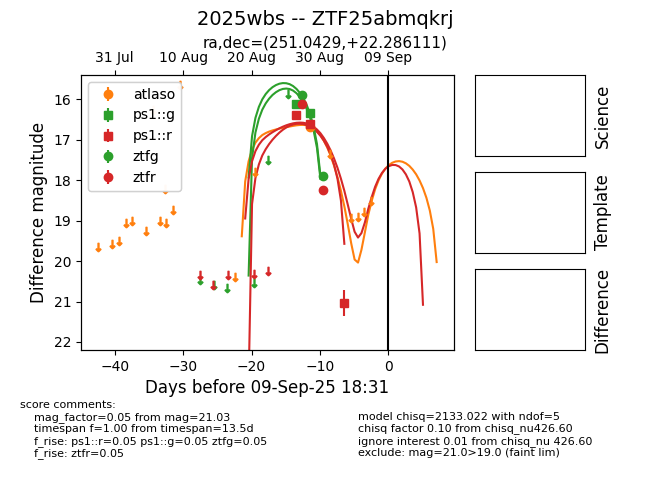 2025wbs -- ZTF25abmqkrj
ra,dec=(251.0429,+22.286111)
31 Jul 10 Aug 20 Aug 30 Aug 09 Sep
atlaso
ps1::g
ps1::r
ztfg
ztfr
16
17
18
19
20
21
22
Difference magnitude
−40 −30 −20 −10 0
Days before 09-Sep-25 18:31
Science
Template
Difference
score comments:
mag_factor=0.05 from mag=21.03
timespan f=1.00 from timespan=13.5d
f_rise: ps1::r=0.05 ps1::g=0.05 ztfg=0.05
f_rise: ztfr=0.05
model chisq=2133.022 with ndof=5
chisq factor 0.10 from chisq_nu426.60
ignore interest 0.01 from chisq_nu 426.60
exclude: mag=21.0>19.0 (faint lim)